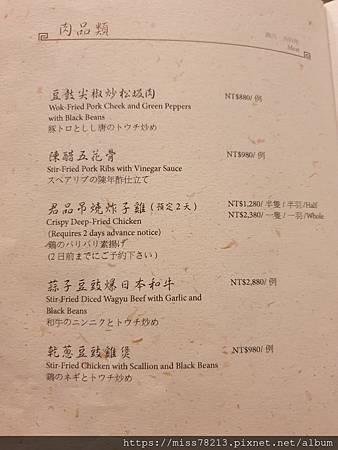 肉品類
Meat
豆豉尖椒炒松坂肉
NT$880/ 例
Wok-Fried Pork Cheek and Green Peppers
with Black Beans
豚トロとしし唐のトウチ炒め
陳醋五花骨
NT$980/ 例
Stir-Fried Pork Ribs with Vinegar Sauce
スペアリブの陳年酢仕立て
君品吊燒炸子雞 ( 預定 2 天 )
NT$1,280/ 半隻 / 半羽 /Half
Crispy Deep-Fried Chicken
NT$2,380/ 一隻 / 一羽 /Whole
(Requires 2 days advance notice)
鶏のパリパリ素揚げ
( 2 日前までにご予約下さい )
蒜子豆豉爆日本和牛
NT$2,880/ 例
Stir-Fried Diced Wagyu Beef with Garlic and
Black Beans
和牛のニンニクとトウチ炒め
乾蔥豆豉雞煲
NT$980/ 例
Stir-Fried Chicken with Scallion and Black Beans
鶏のネギとトウチ炒め
https://miss78213.pixnet.net/album